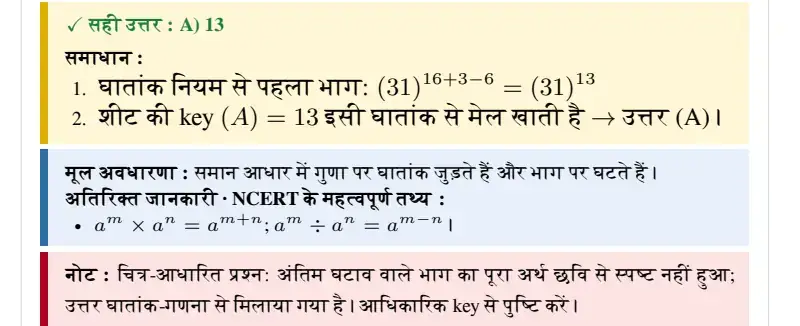 ✓ सही उत्तर : A) 13
समाधान :
1. घातांक नियम से पहला भाग: (31)^{16+3−6} = (31)^{13}
2. शीट की key (A) = 13 इसी घातांक से मेल खाती है → उत्तर (A)।
मूल अवधारणा : समान आधार में गुणा पर घातांक जुड़ते हैं और भाग पर घटते हैं।
अतिरिक्त जानकारी · NCERT के महत्वपूर्ण तथ्य :
• a^m × a^n = a^{m+n}; a^m ÷ a^n = a^{m−n}।
नोट : चित्र-आधारित प्रश्न: अंतिम घटाव वाले भाग का पूरा अर्थ छवि से स्पष्ट नहीं हुआ;
उत्तर घातांक-गणना से मिलाया गया है। आधिकारिक key से पुष्टि करें।